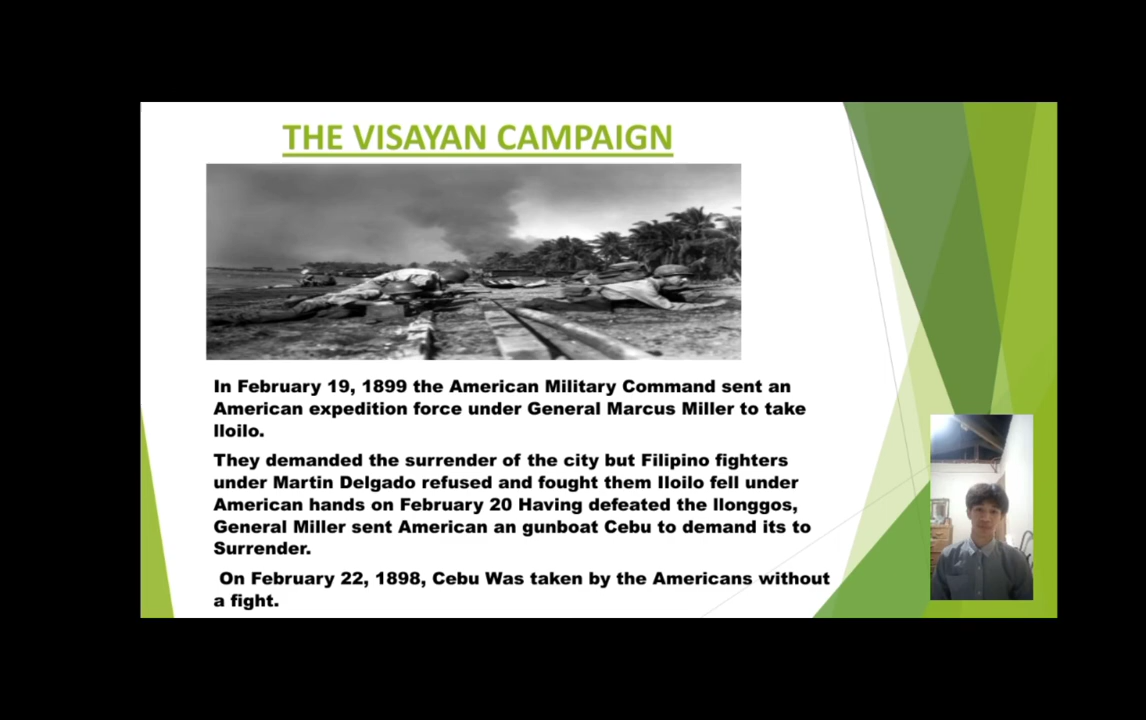 THE VISAYAN CAMPAIGN
In February 19, 1899 the American Military Command sent an
American expedition force under General Marcus Miller to take
Iloilo.
They demanded the surrender of the city but Filipino fighters
under Martin Delgado refused and fought them Iloilo fell under
American hands on February 20 Having defeated the Ilonggos,
General Miller sent American an gunboat Cebu to demand its to
Surrender.
On February 22, 1898, Cebu Was taken by the Americans without
a fight.